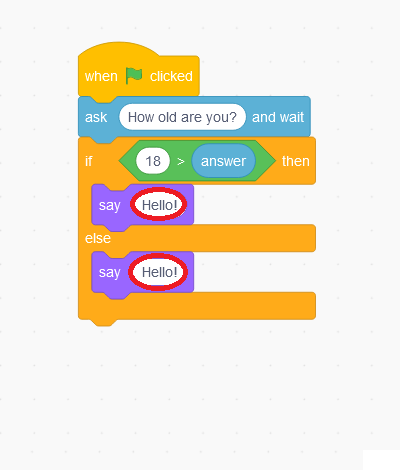 when clicked
ask How old are you? and wait
if 18 > answer then
say Hello!
else
say Hello!